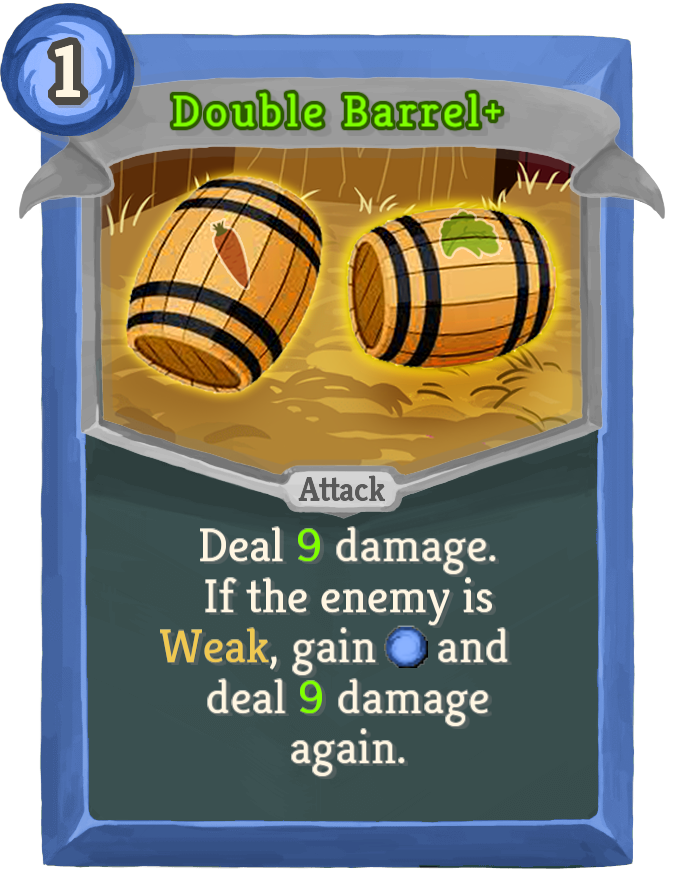 1
Double Barrel+
Attack
Deal 9 damage.
If the enemy is
Weak, gain and
deal 9 damage
again.